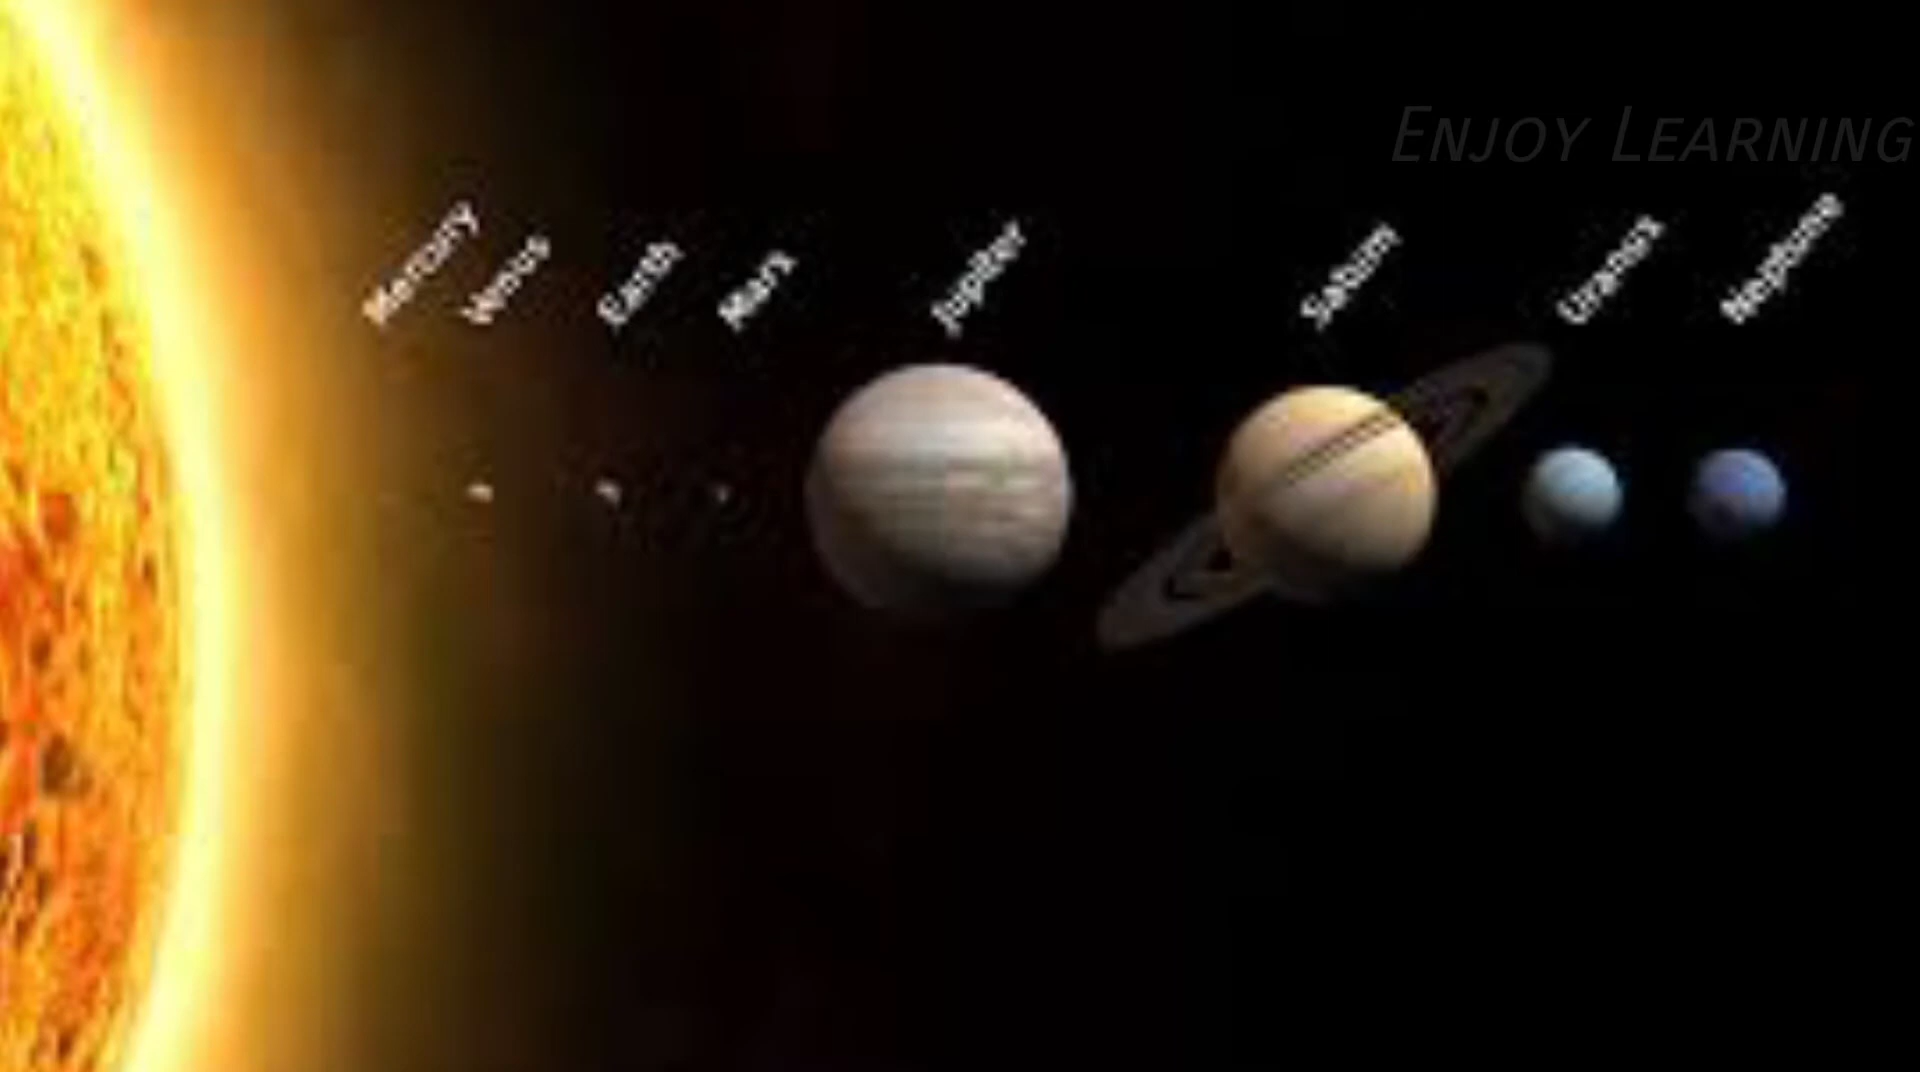 ENJOY LEARNING
Mercury
Venus
Earth
Mars
Jupiter
Saturn
Uranus
Neptune